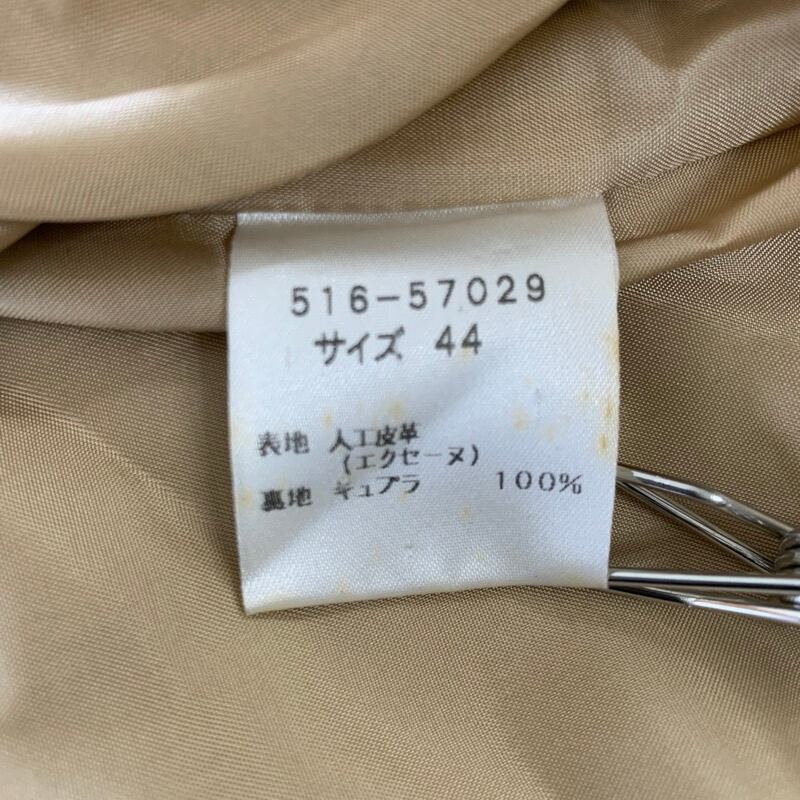 516-57029
サイズ 44
表地 人工皮革
(エクセーヌ)
裏地 キュプラ 100%